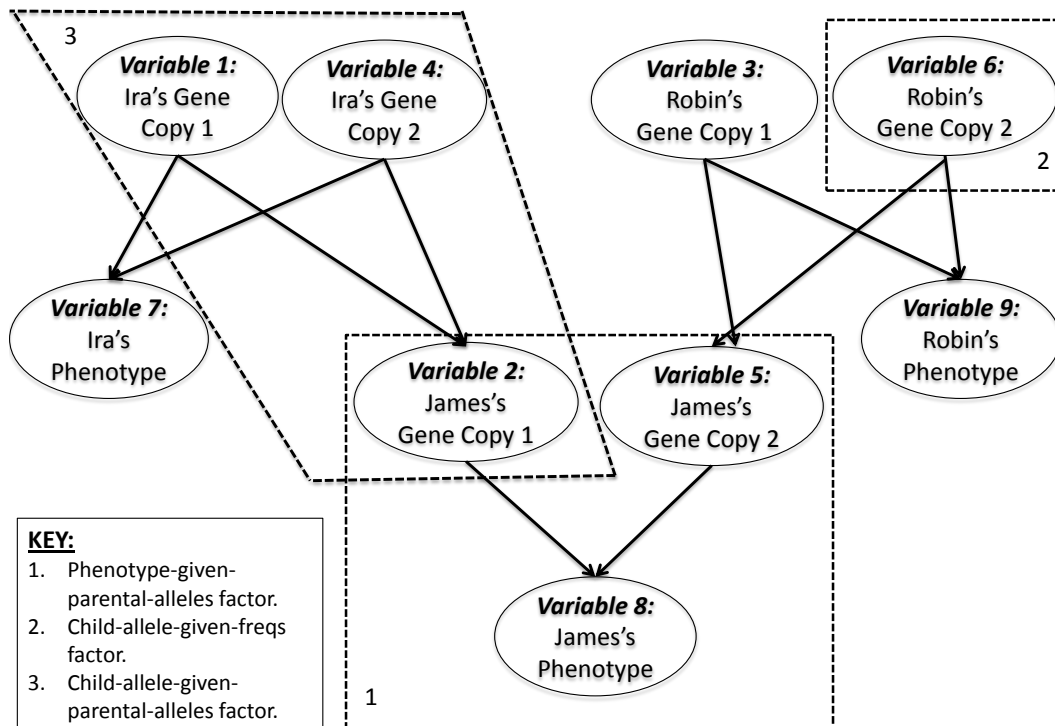 3
Variable 1:
Ira's Gene
Copy 1
Variable 4:
Ira's Gene
Copy 2
Variable 3:
Robin's
Gene Copy 1
Variable 6:
Robin's
Gene Copy 2
2
Variable 7:
Ira's
Phenotype
Variable 9:
Robin's
Phenotype
Variable 2:
James's
Gene Copy 1
Variable 5:
James's
Gene Copy 2
Variable 8:
James's
Phenotype
1
KEY:
1. Phenotype-given-
parental-alleles factor.
2. Child-allele-given-freqs
factor.
3. Child-allele-given-
parental-alleles factor.